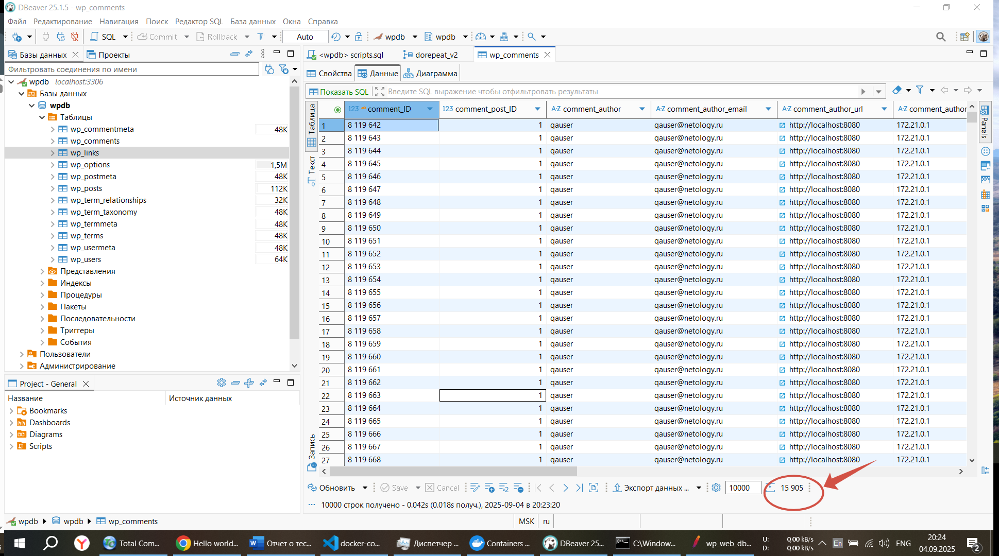 DBeaver 25.1.5 - wp_comments
Файл Редактирование Навигация Поиск Редактор SQL База данных Окна Справка
SQL Commit Rollback T Auto wpdb wpdb
Базы данных Проекты
Фильтровать соединения по имени
wpdb localhost:3306
Базы данных
wpdb
Таблицы
wp_commentmeta 48K
wp_comments
wp_links
wp_options 1,5M
wp_postmeta 48K
wp_posts 112K
wp_term_relationships 32K
wp_term_taxonomy 48K
wp_termmeta 48K
wp_terms 48K
wp_usermeta 48K
wp_users 64K
Представления
Индексы
Процедуры
Пакеты
Последовательности
Триггеры
События
Пользователи
Администрирование
Project - General
Название Источник данных
Bookmarks
Dashboards
Diagrams
Scripts
<wpdb> scripts.sql dorepeat_v2 wp_comments
Свойства Данные Диаграмма
Показать SQL Введите SQL выражение чтобы отфильтровать результаты
Таблица
Текст
Запись
Panels
123 comment_ID 123 comment_post_ID A-Z comment_author A-Z comment_author_email A-Z comment_author_url A-Z comment_author
1 8 119 642 1 qauser qauser@netology.ru http://localhost:8080 172.21.0.1
2 8 119 643 1 qauser qauser@netology.ru http://localhost:8080 172.21.0.1
3 8 119 644 1 qauser qauser@netology.ru http://localhost:8080 172.21.0.1
4 8 119 645 1 qauser qauser@netology.ru http://localhost:8080 172.21.0.1
5 8 119 646 1 qauser qauser@netology.ru http://localhost:8080 172.21.0.1
6 8 119 647 1 qauser qauser@netology.ru http://localhost:8080 172.21.0.1
7 8 119 648 1 qauser qauser@netology.ru http://localhost:8080 172.21.0.1
8 8 119 649 1 qauser qauser@netology.ru http://localhost:8080 172.21.0.1
9 8 119 650 1 qauser qauser@netology.ru http://localhost:8080 172.21.0.1
10 8 119 651 1 qauser qauser@netology.ru http://localhost:8080 172.21.0.1
11 8 119 652 1 qauser qauser@netology.ru http://localhost:8080 172.21.0.1
12 8 119 653 1 qauser qauser@netology.ru http://localhost:8080 172.21.0.1
13 8 119 654 1 qauser qauser@netology.ru http://localhost:8080 172.21.0.1
14 8 119 655 1 qauser qauser@netology.ru http://localhost:8080 172.21.0.1
15 8 119 656 1 qauser qauser@netology.ru http://localhost:8080 172.21.0.1
16 8 119 657 1 qauser qauser@netology.ru http://localhost:8080 172.21.0.1
17 8 119 658 1 qauser qauser@netology.ru http://localhost:8080 172.21.0.1
18 8 119 659 1 qauser qauser@netology.ru http://localhost:8080 172.21.0.1
19 8 119 660 1 qauser qauser@netology.ru http://localhost:8080 172.21.0.1
20 8 119 661 1 qauser qauser@netology.ru http://localhost:8080 172.21.0.1
21 8 119 662 1 qauser qauser@netology.ru http://localhost:8080 172.21.0.1
22 8 119 663 1 qauser qauser@netology.ru http://localhost:8080 172.21.0.1
23 8 119 664 1 qauser qauser@netology.ru http://localhost:8080 172.21.0.1
24 8 119 665 1 qauser qauser@netology.ru http://localhost:8080 172.21.0.1
25 8 119 666 1 qauser qauser@netology.ru http://localhost:8080 172.21.0.1
26 8 119 667 1 qauser qauser@netology.ru http://localhost:8080 172.21.0.1
27 8 119 668 1 qauser qauser@netology.ru http://localhost:8080 172.21.0.1
Обновить Save Cancel Экспорт данных ... 10000 15 905
10000 строк получено - 0.042s (0.018s получ.), 2025-09-04 в 20:23:20
wpdb wpdb wp_comments MSK ru
Total Com... Hello world... Отчет о тес... docker-co... Диспетчер ... Containers ... DBeaver 25... C:\Window... wp_web_db...
U: 0,00 kB/s
D: 0,00 kB/s
En ENG
20:24
04.09.2025
2